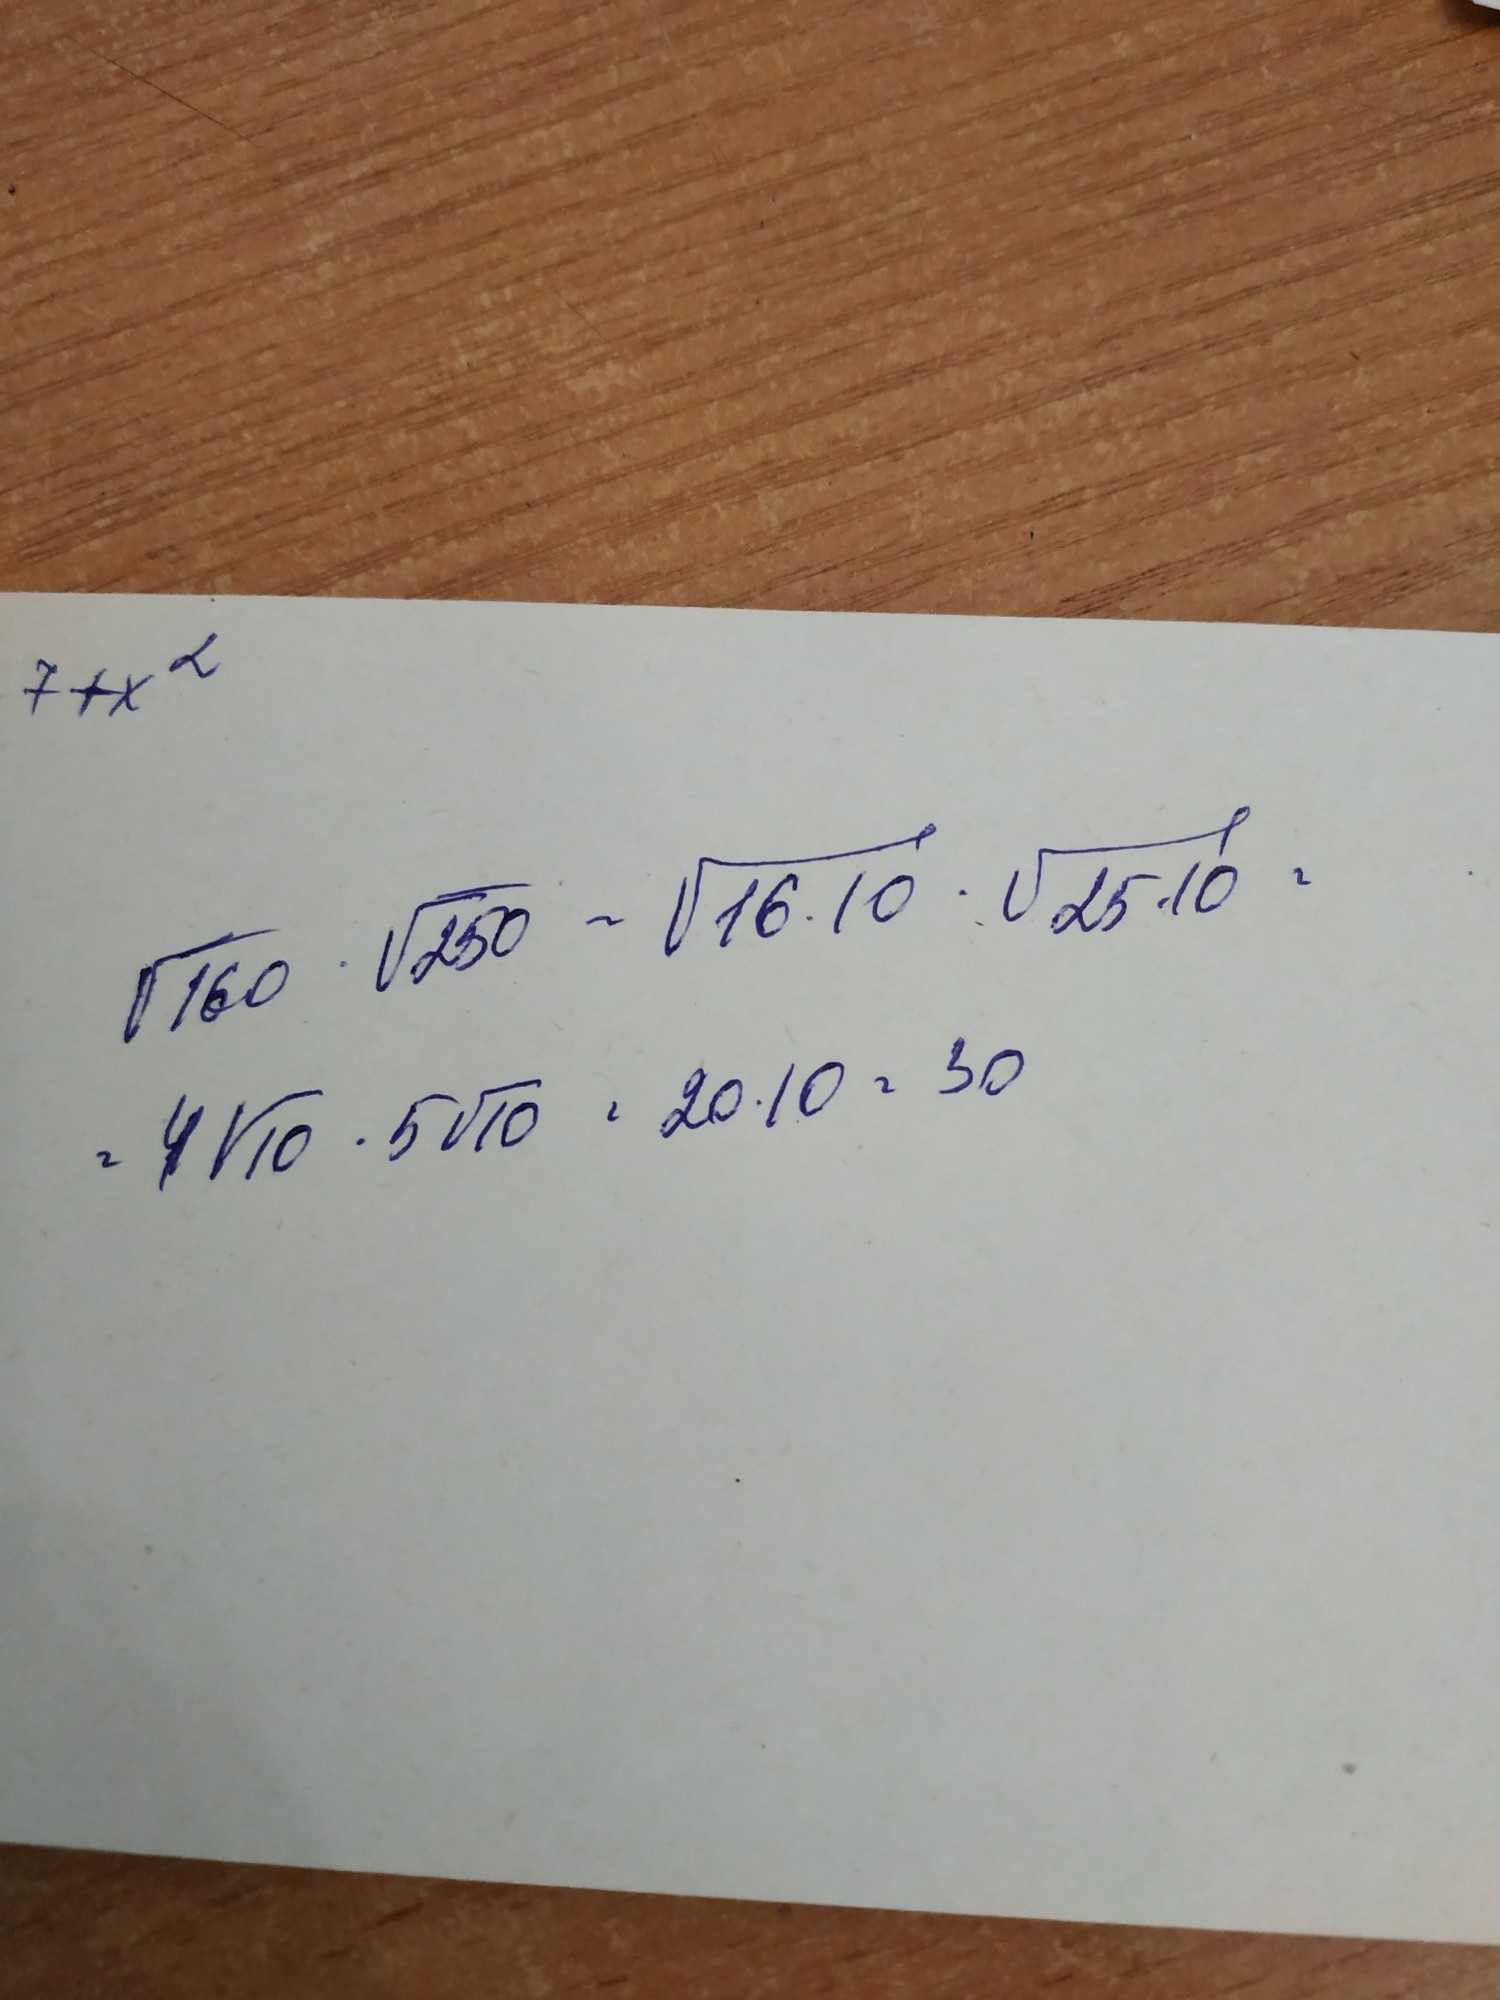 7+x²
√160 · √250 = √16·10 · √25·10 =
= 4√10 · 5√10 = 20·10 = 30